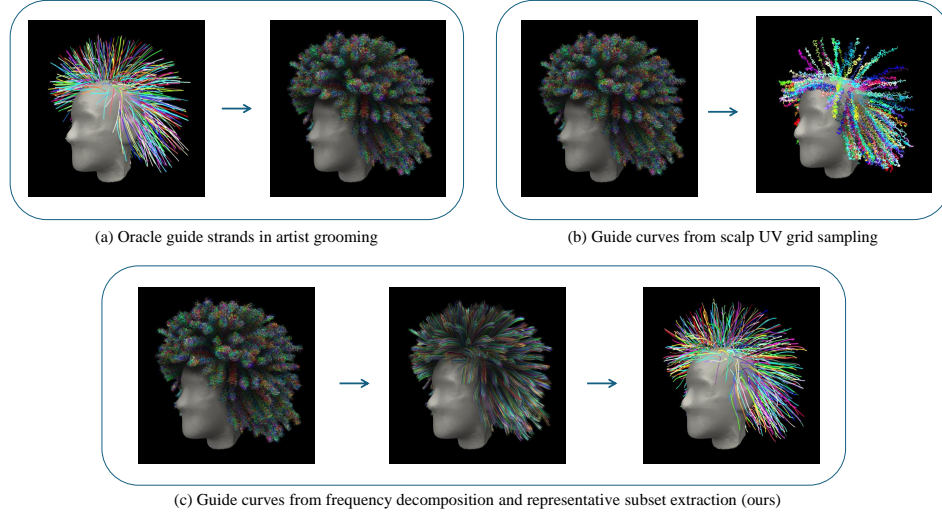 (a) Oracle guide strands in artist grooming
(b) Guide curves from scalp UV grid sampling
(c) Guide curves from frequency decomposition and representative subset extraction (ours)